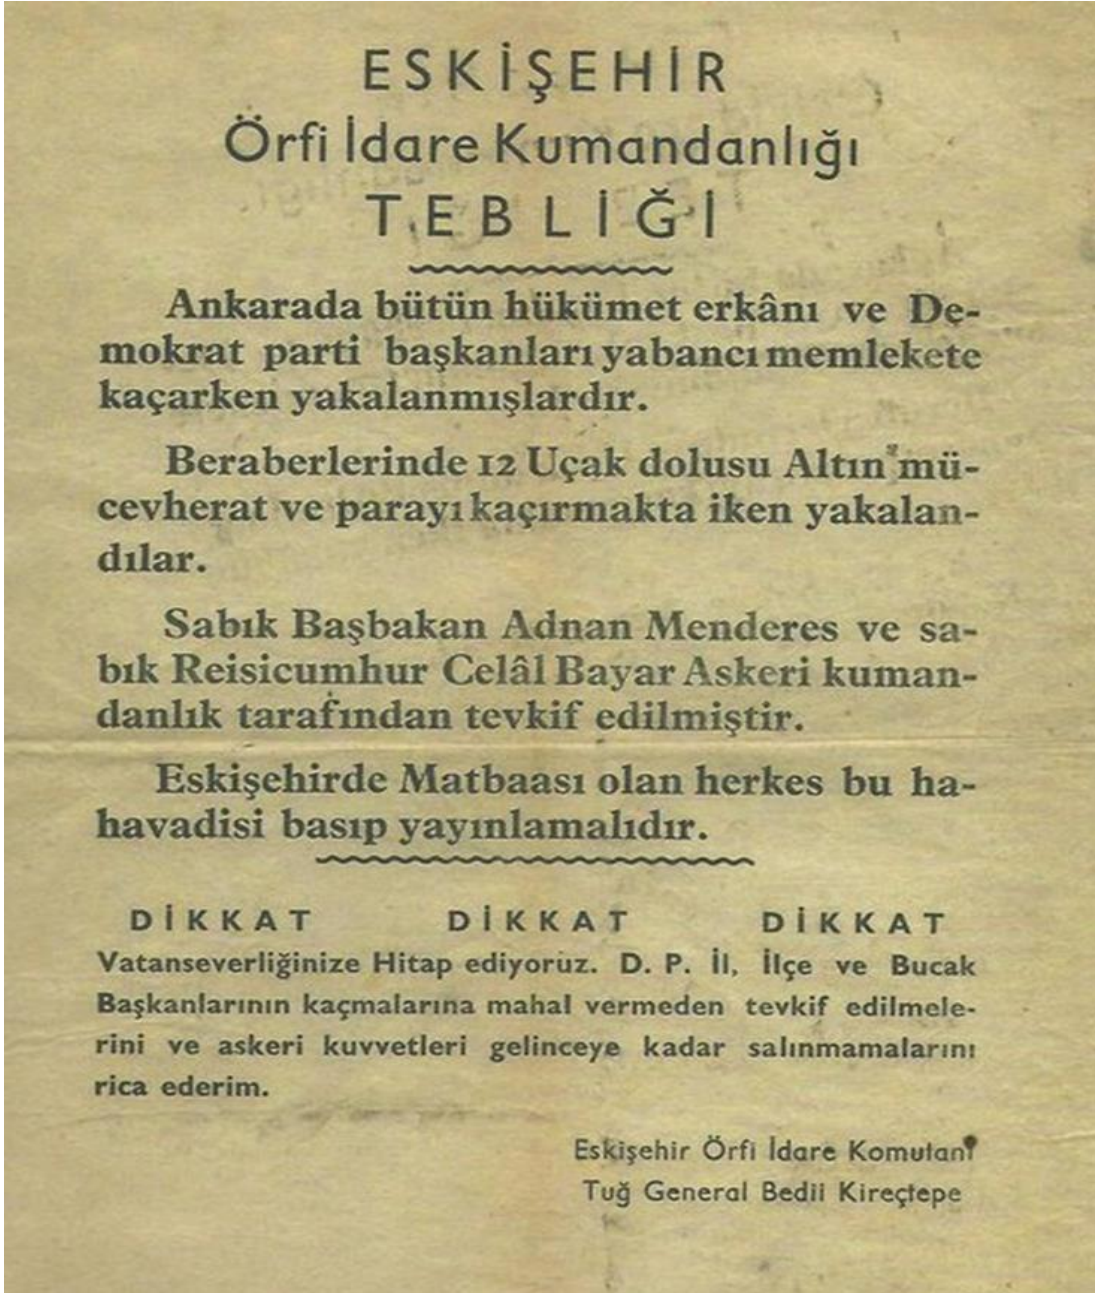 ESKİŞEHİR
Örfi İdare Kumandanlığı
TEBLİĞİ
Ankarada bütün hükümet erkânı ve De-
mokrat parti başkanları yabancı memlekete
kaçarken yakalanmışlardır.
Beraberlerinde 12 Uçak dolusu Altın mü-
cevherat ve parayı kaçırmakta iken yakalan-
dılar.
Sabık Başbakan Adnan Menderes ve sa-
bık Reisicumhur Celâl Bayar Askeri kuman-
danlık tarafından tevkif edilmiştir.
Eskişehirde Matbaası olan herkes bu ha-
havadisi basıp yayınlamalıdır.
DİKKAT DİKKAT DİKKAT
Vatanseverliğinize Hitap ediyoruz. D. P. İl, İlçe ve Bucak
Başkanlarının kaçmalarına mahal vermeden tevkif edilmele-
rini ve askeri kuvvetleri gelinceye kadar salınmamalarını
rica ederim.
Eskişehir Örfi İdare Komutanı
Tuğ General Bedii Kireçtepe